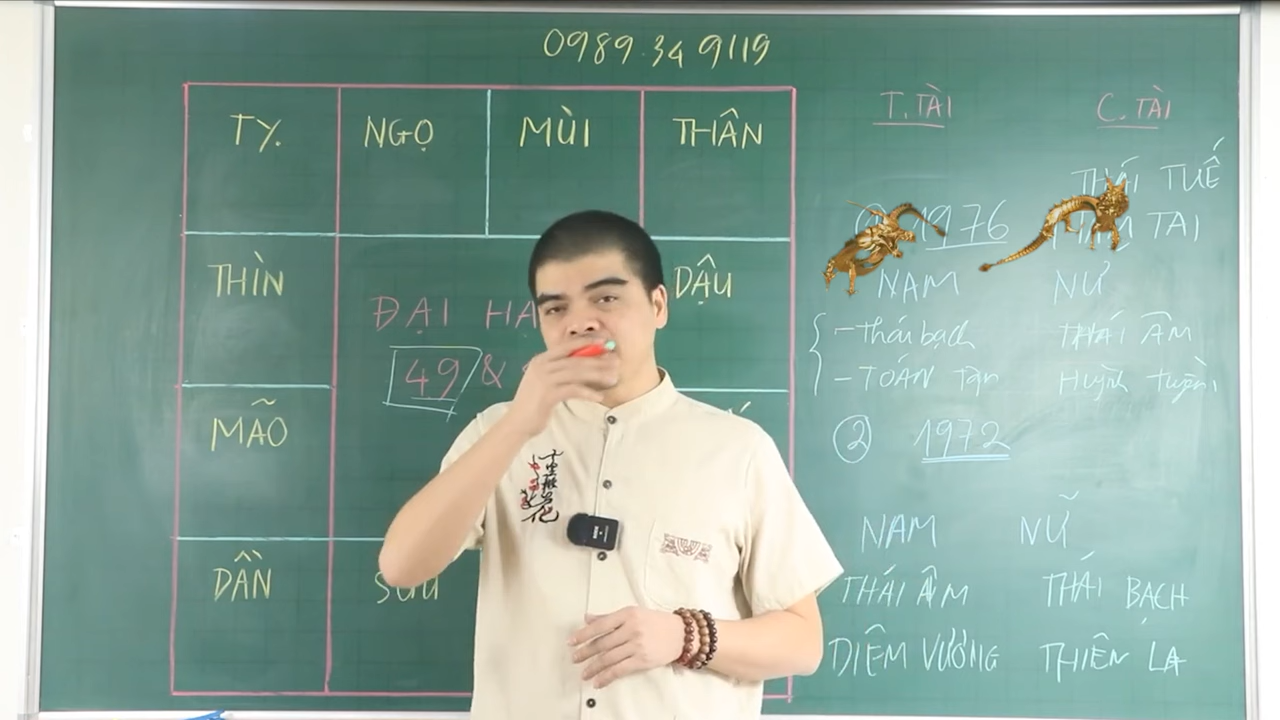 0989.34 9119
TỴ. NGỌ MÙI THÂN
THÌN DẬU
ĐẠI HẠ
49 &
MÃO
DẦN SỬU
T.TÀI C.TÀI
THÁI TUẾ
1976 TAI
NAM NỮ
- Thái bạch THÁI ÂM
- TOÁN Tận Huỳnh tuyền
② 1972
NAM NỮ
THÁI ÂM THÁI BẠCH
DIÊM VƯƠNG THIÊN LA